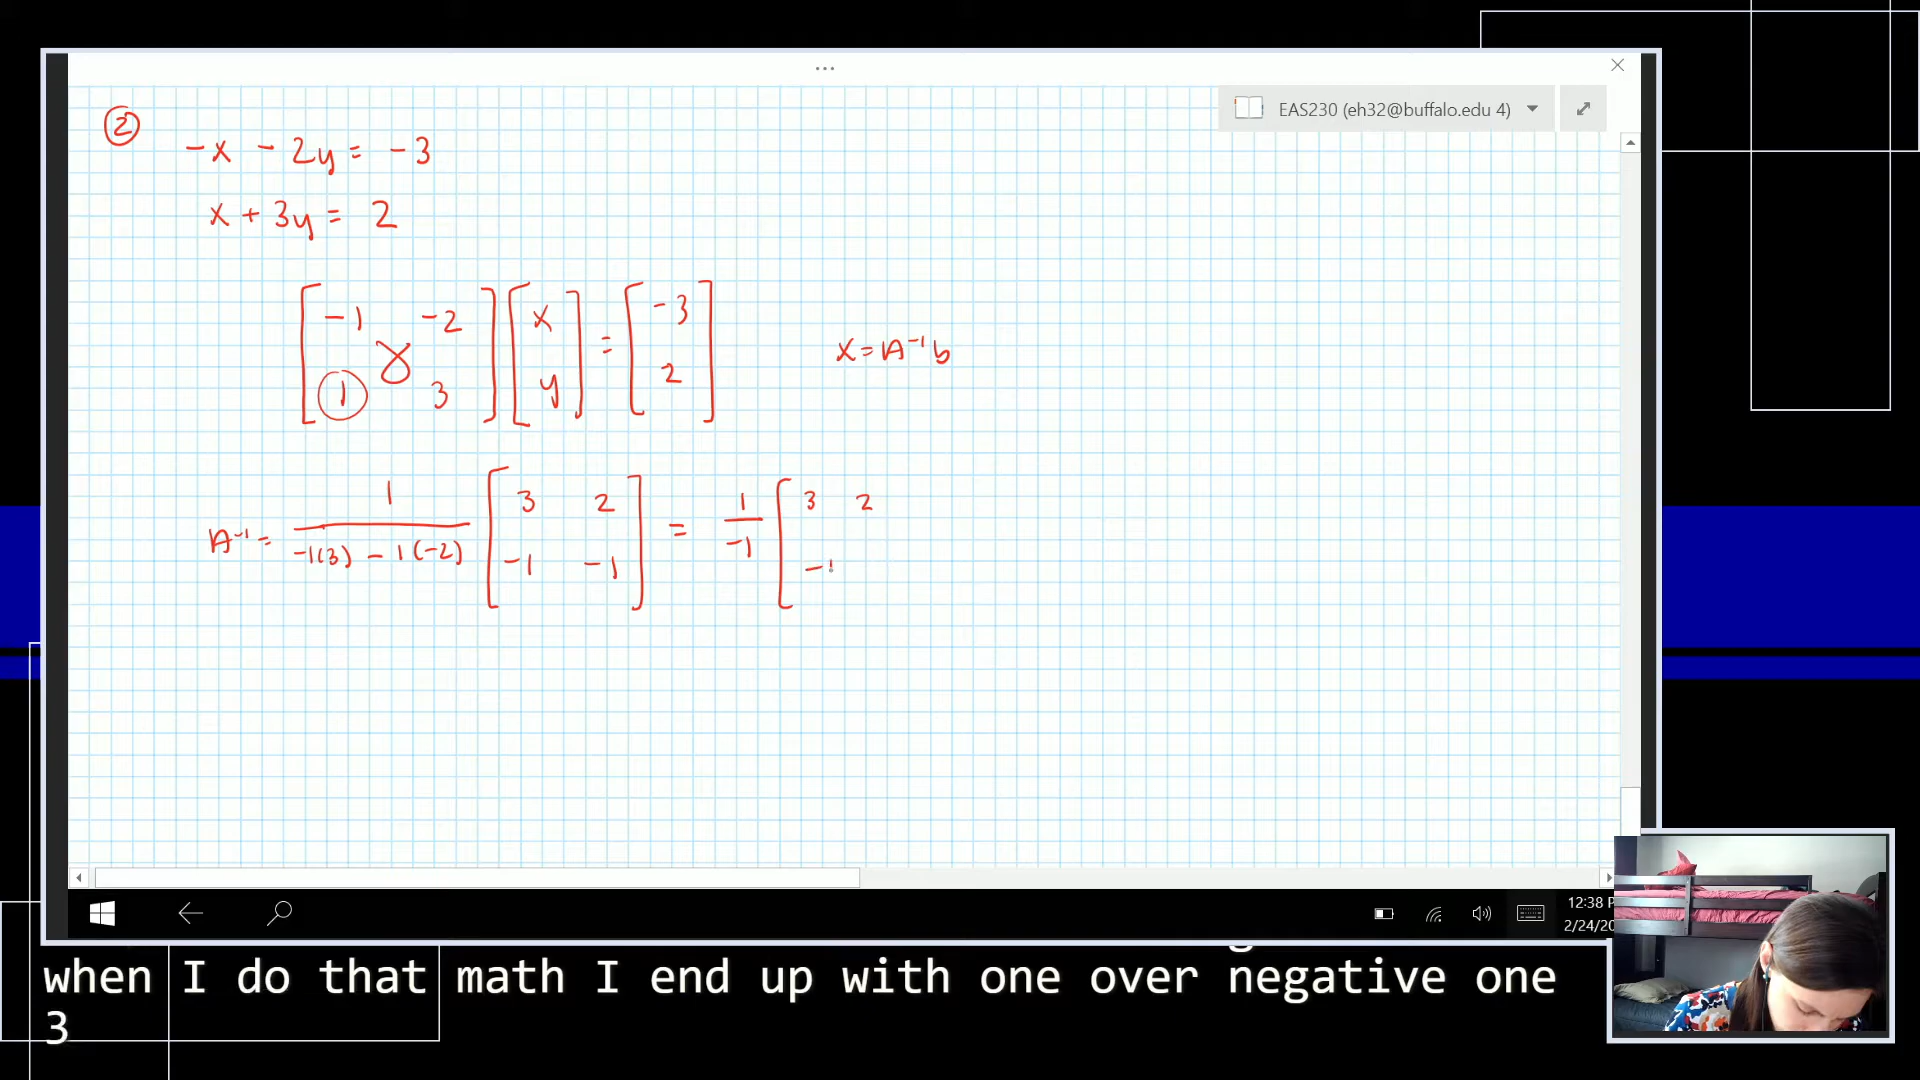 ...
EAS230 (eh32@buffalo.edu 4)
②
-x - 2y = -3
x + 3y = 2
[ -1 -2 ] [ x ] = [ -3 ]
[ 1 3 ] [ y ] = [ 2 ]
x = A⁻¹ b
A⁻¹ = 1 / (-1(3) - 1(-2)) [ 3 2 ] = 1/-1 [ 3 2
[ -1 -1 ] [ -1
12:38 P
2/24/20
when I do that math I end up with one over negative one
3